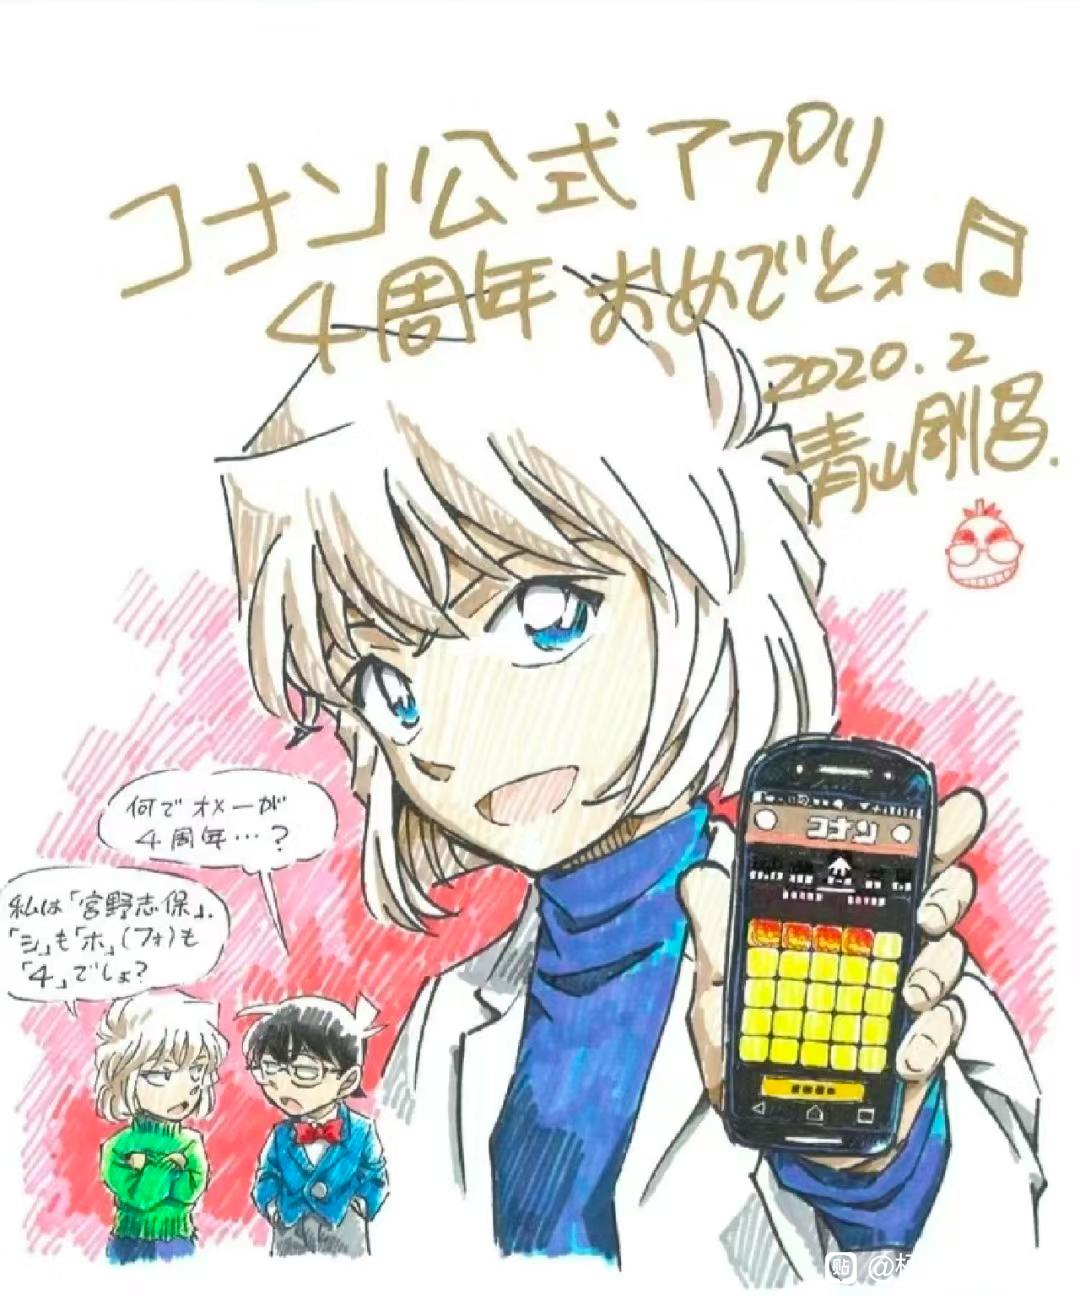 コナン公式アプリ
4周年おめでとォ♫
2020.2
青山剛昌.
何でオメーが
4周年…?
私は「宮野志保」.
「シ」も「ホ」(フォ)も
「4」でしょ?
コナン
貼 @柯